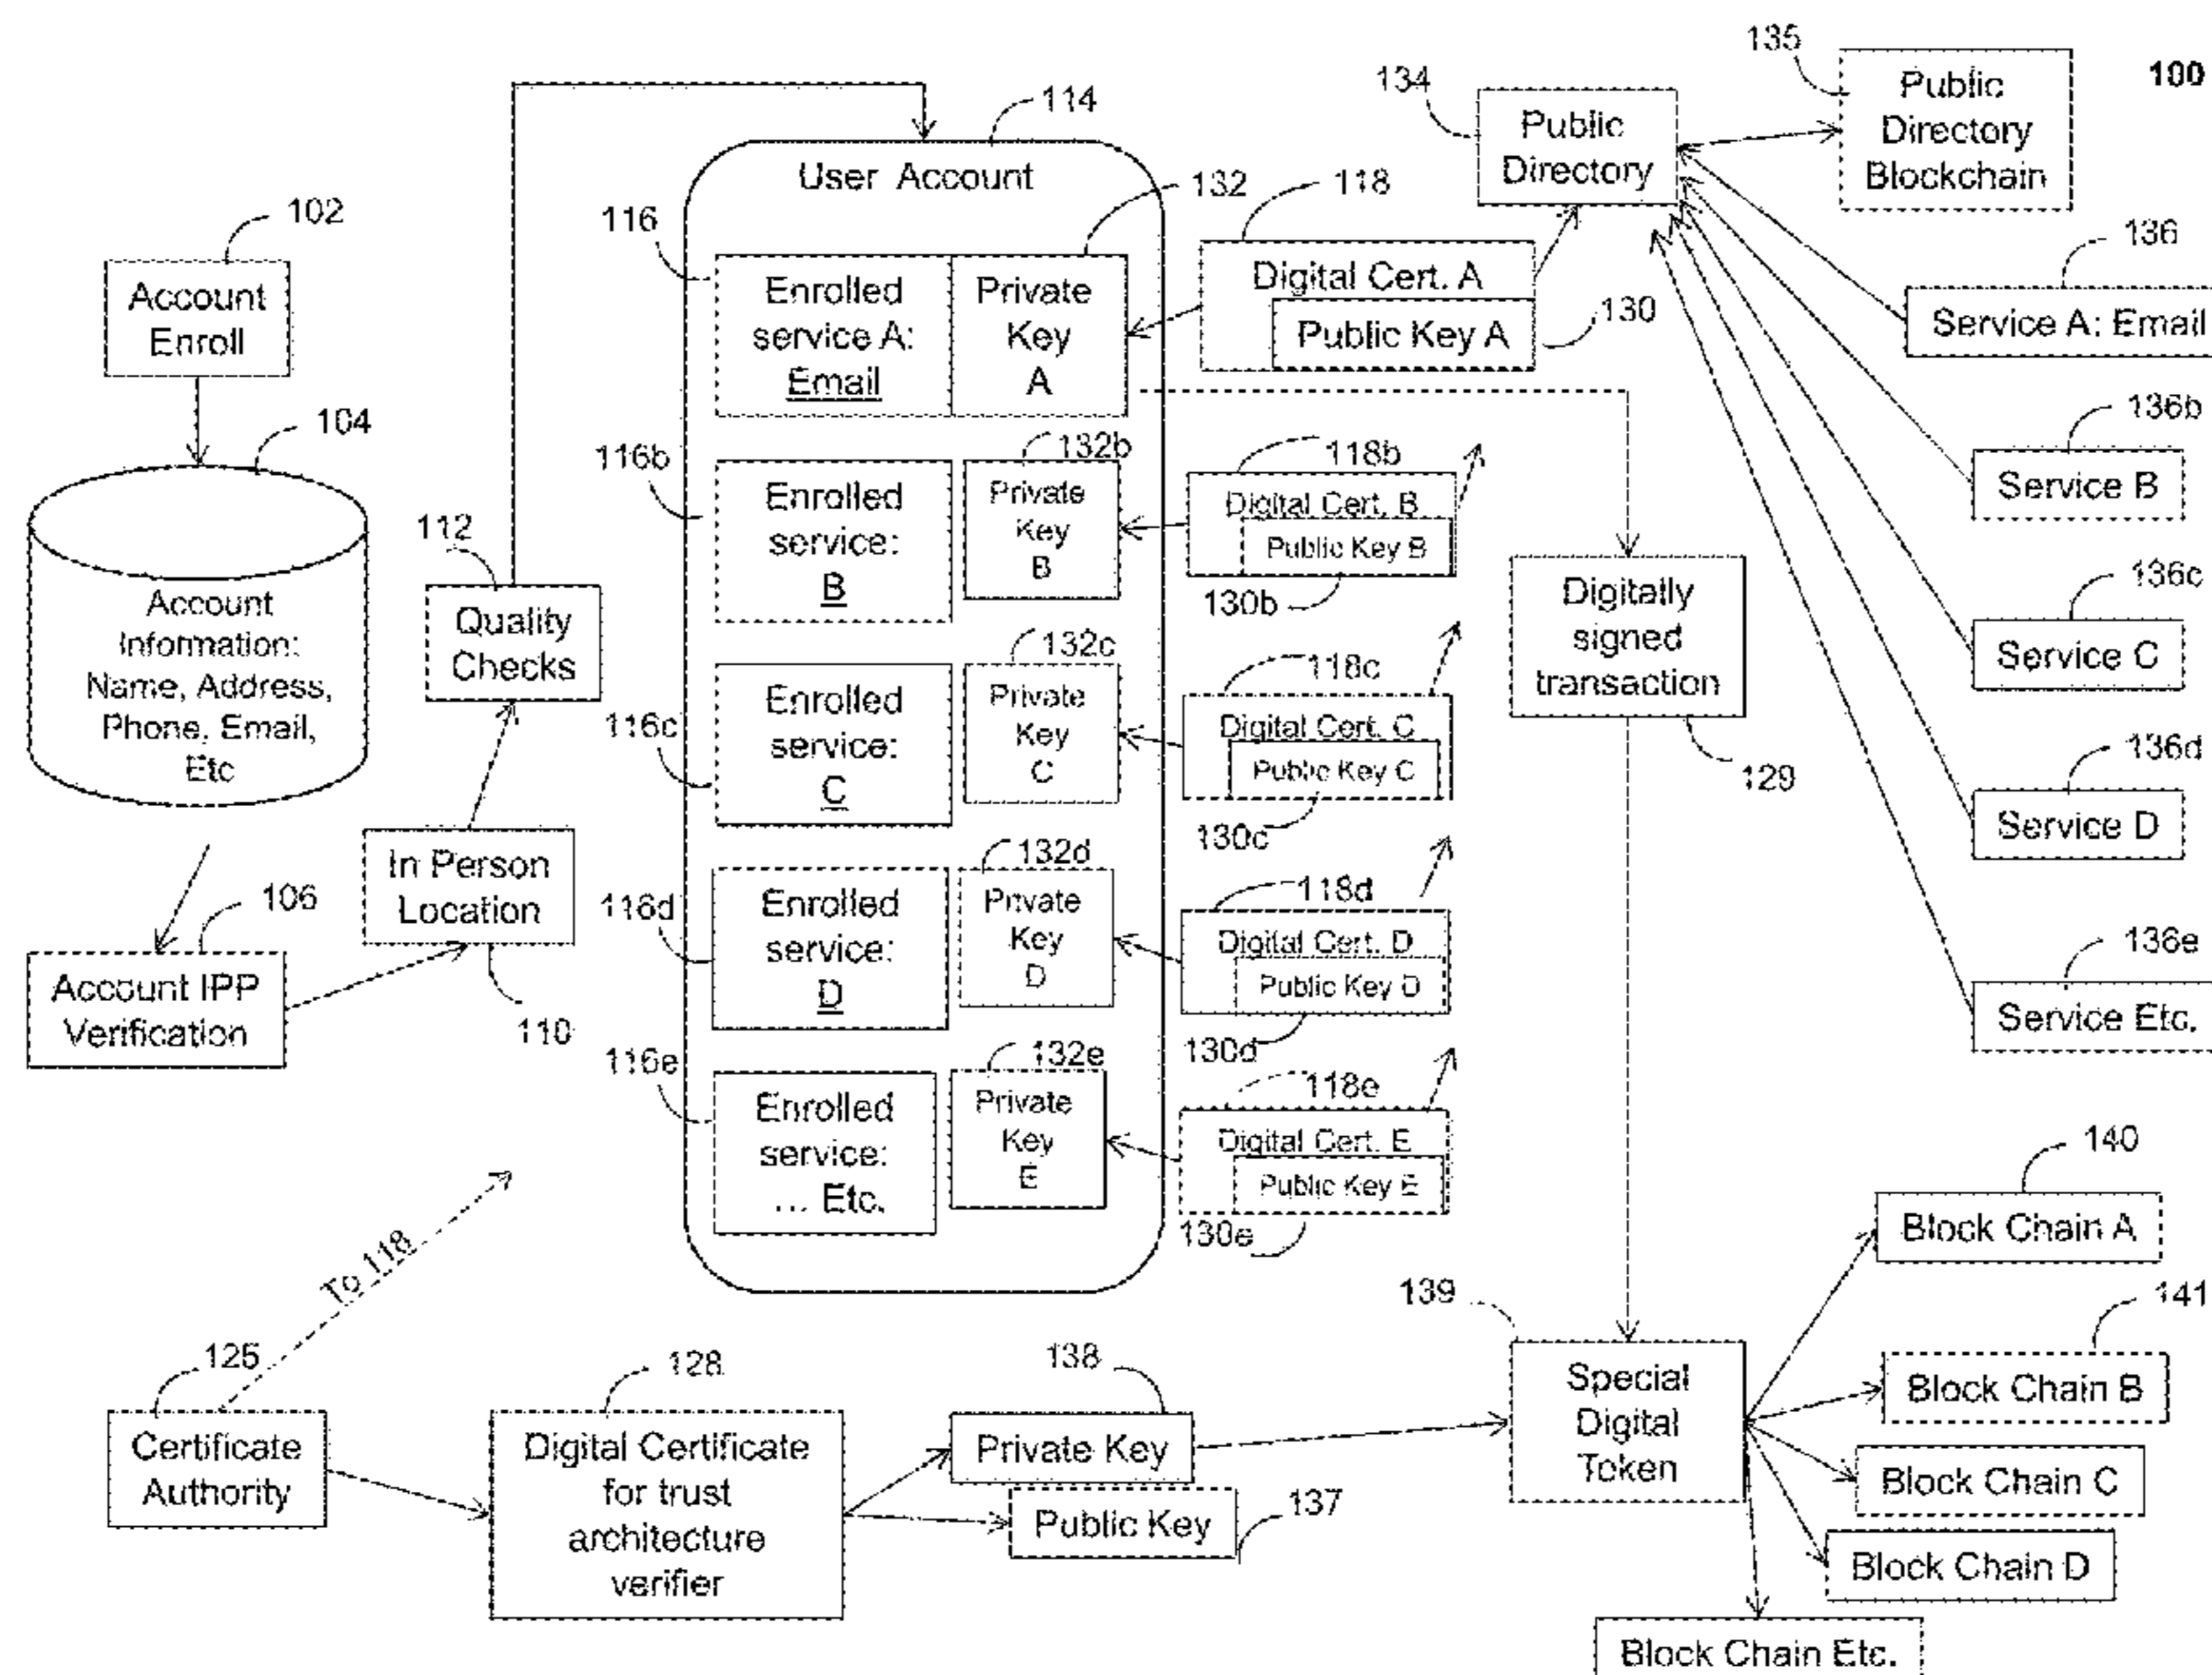 100
135
Public
Directory
Blockchain
134
Public
Directory
114
User Account
102
Account
Enroll
104
Account
Information:
Name, Address,
Phone, Email,
Etc
106
Account IPP
Verification
In Person
Location
110
112
Quality
Checks
116
Enrolled
service A:
Email
132
Private
Key
A
118
Digital Cert. A
Public Key A
130
116b
Enrolled
service:
B
132b
Private
Key
B
118b
Digital Cert. B
Public Key B
130b
116c
Enrolled
service:
C
132c
Private
Key
C
118c
Digital Cert. C
Public Key C
130c
116d
Enrolled
service:
D
132d
Private
Key
D
118d
Digital Cert. D
Public Key D
130d
116e
Enrolled
service:
... Etc.
132e
Private
Key
E
118e
Digital Cert. E
Public Key E
130e
Digitally
signed
transaction
129
136
Service A: Email
136b
Service B
136c
Service C
136d
Service D
136e
Service Etc.
To 118
125
Certificate
Authority
128
Digital Certificate
for trust
architecture
verifier
138
Private Key
Public Key
137
139
Special
Digital
Token
140
Block Chain A
141
Block Chain B
Block Chain C
Block Chain D
Block Chain Etc.